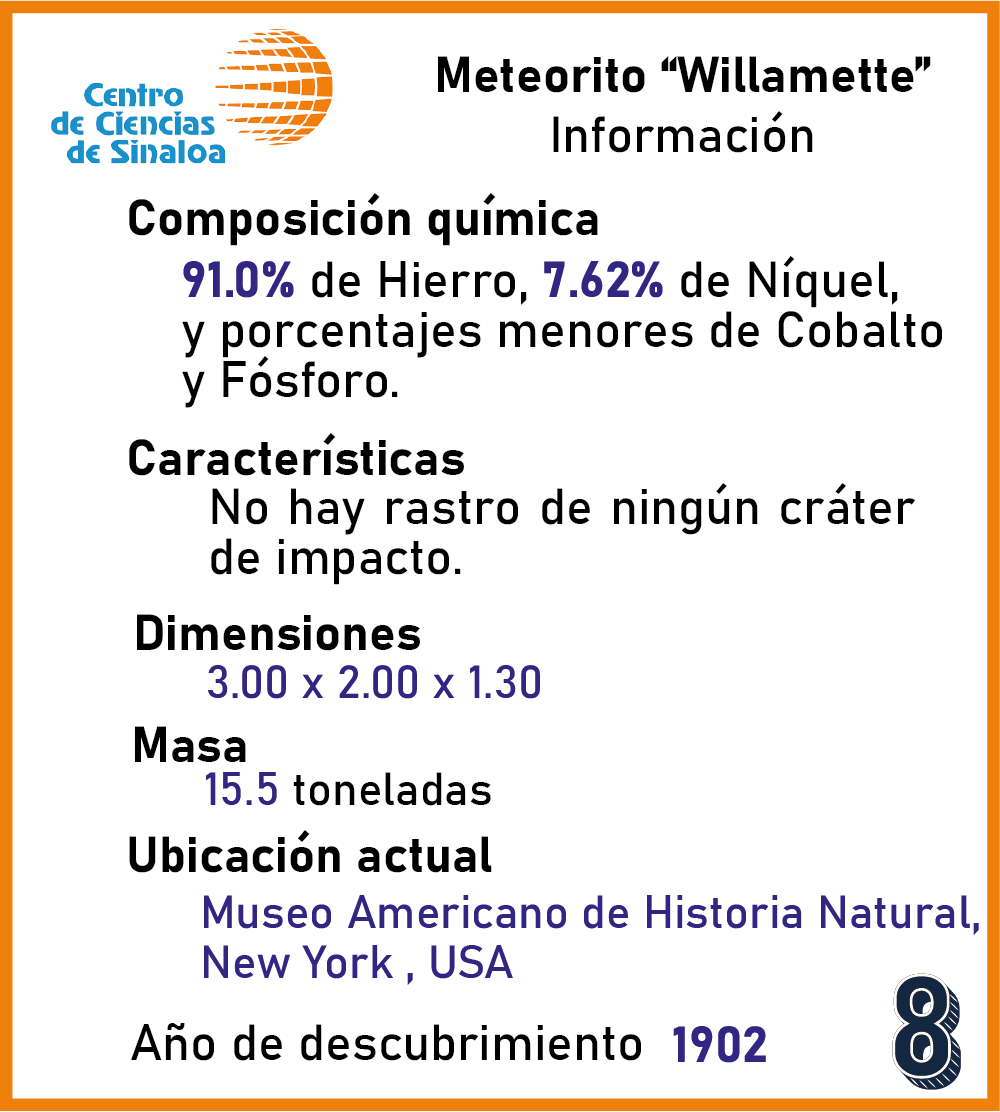 Centro
de Ciencias
de Sinaloa
Meteorito “Willamette”
Información
Composición química
91.0% de Hierro, 7.62% de Níquel,
y porcentajes menores de Cobalto
y Fósforo.
Características
No hay rastro de ningún cráter
de impacto.
Dimensiones
3.00 x 2.00 x 1.30
Masa
15.5 toneladas
Ubicación actual
Museo Americano de Historia Natural,
New York , USA
Año de descubrimiento 1902
8